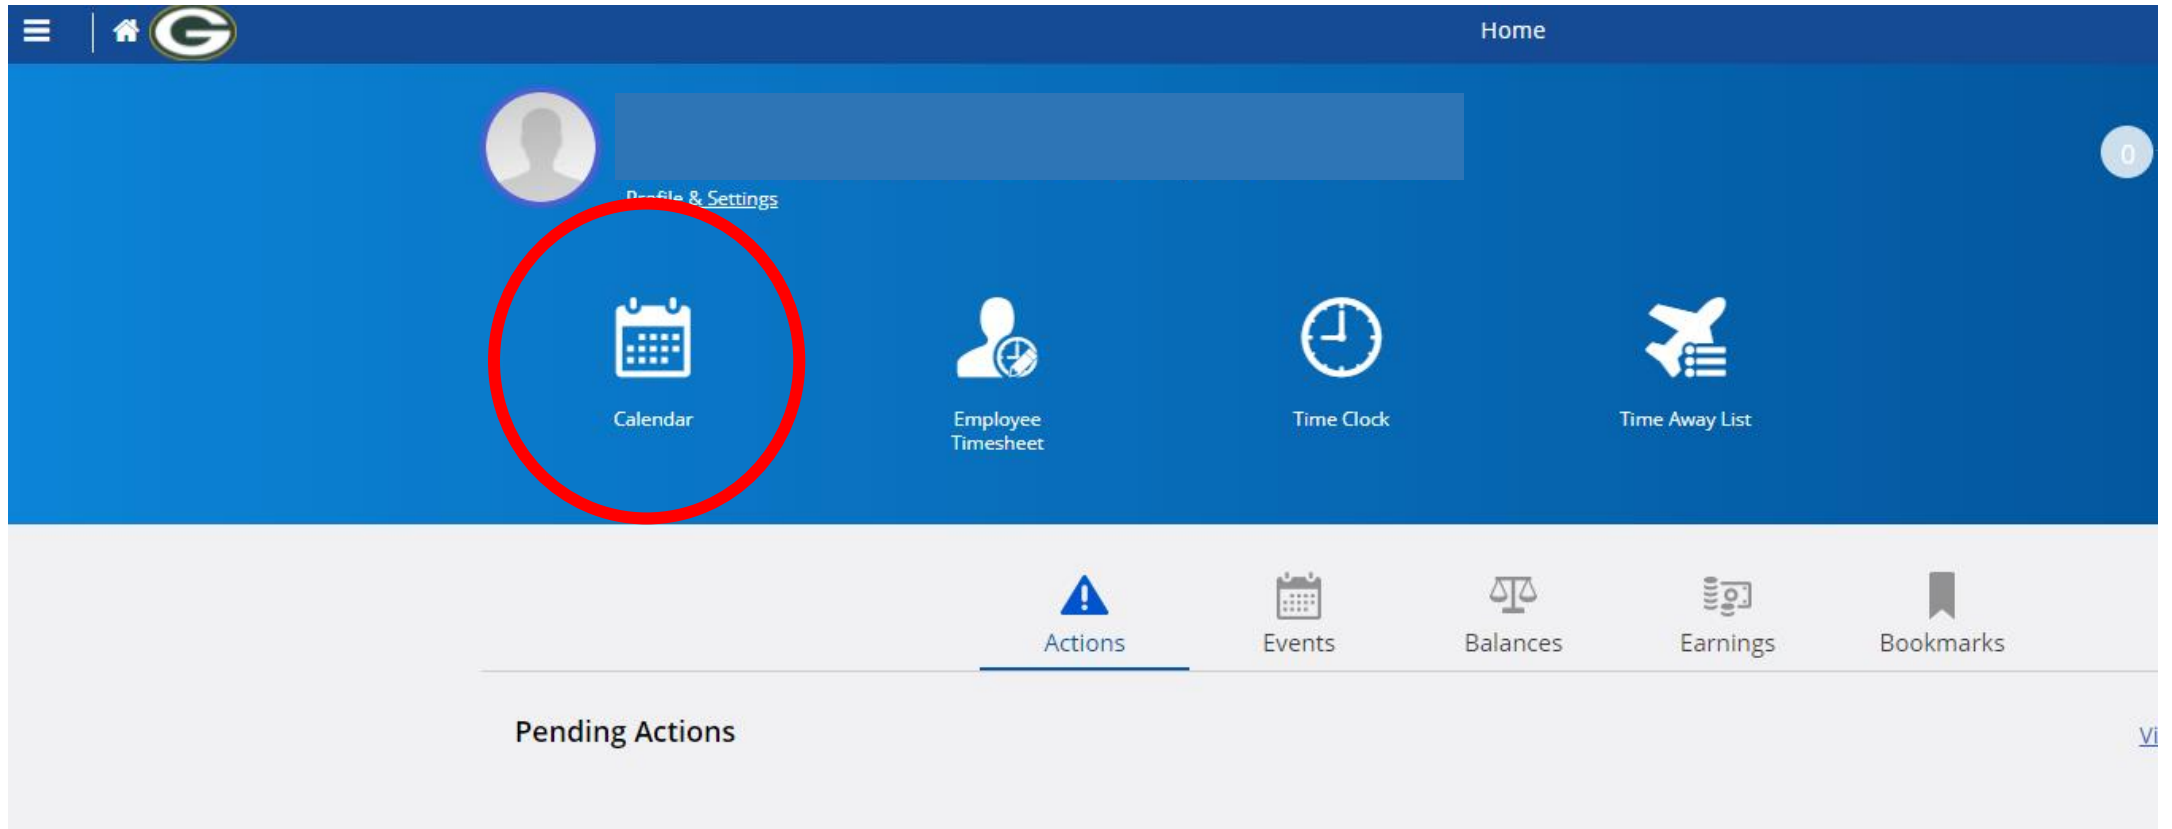 G
Home
0
Profile & Settings
Calendar
Employee
Timesheet
Time Clock
Time Away List
Actions
Events
Balances
Earnings
Bookmarks
Pending Actions
Vi